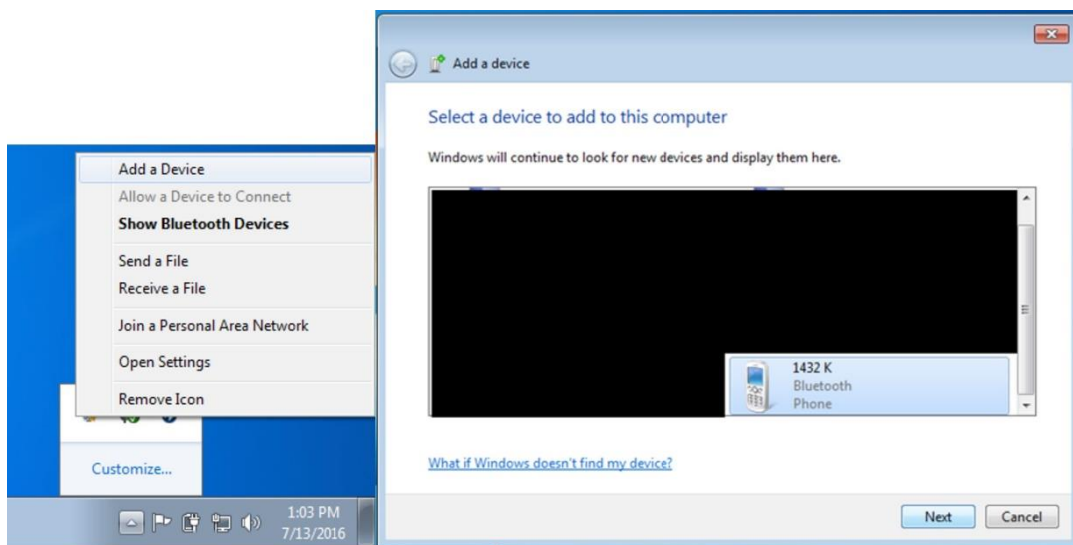 Add a Device
Allow a Device to Connect
Show Bluetooth Devices
Send a File
Receive a File
Join a Personal Area Network
Open Settings
Remove Icon
Customize...
1:03 PM
7/13/2016
Add a device
Select a device to add to this computer
Windows will continue to look for new devices and display them here.
1432 K
Bluetooth
Phone
What if Windows doesn't find my device?
Next Cancel